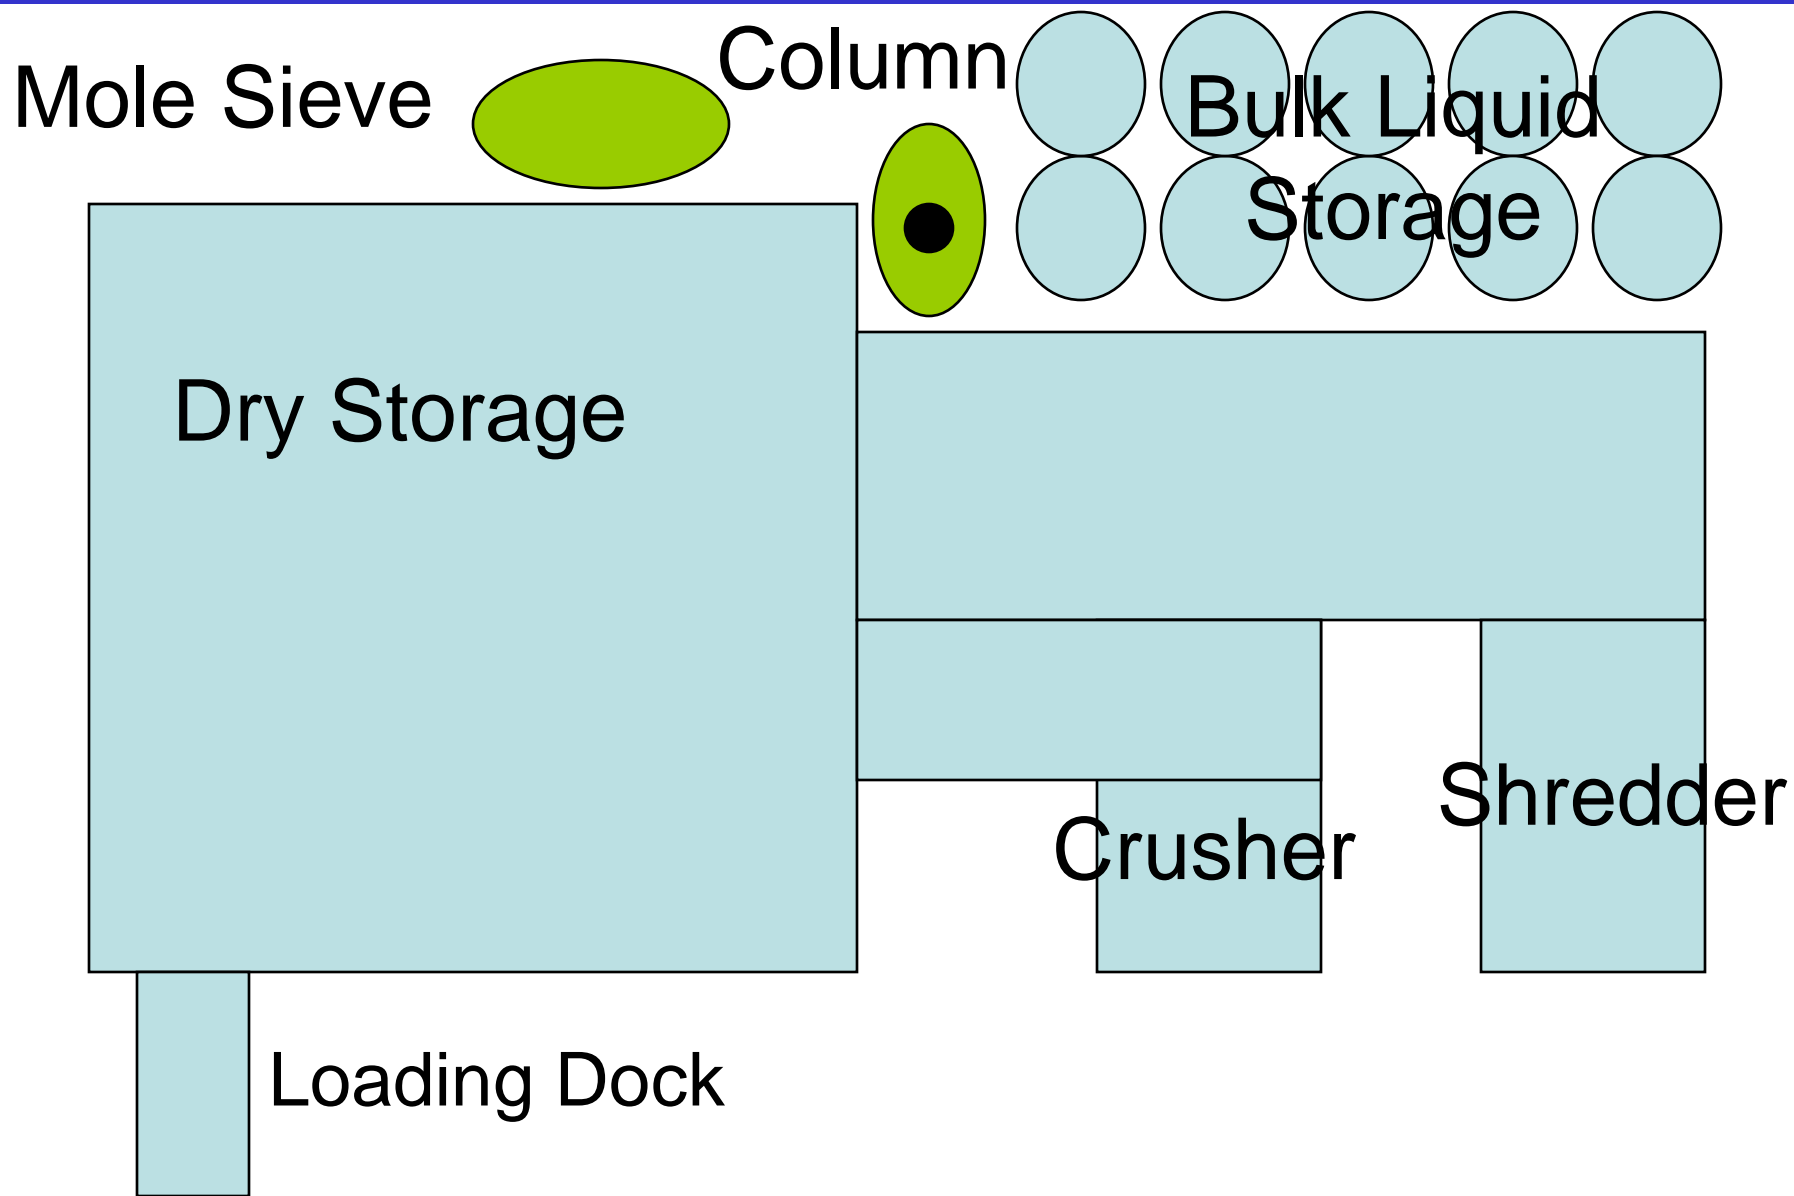 Mole Sieve
Column
Bulk Liquid
Storage
Dry Storage
Shredder
Crusher
Loading Dock